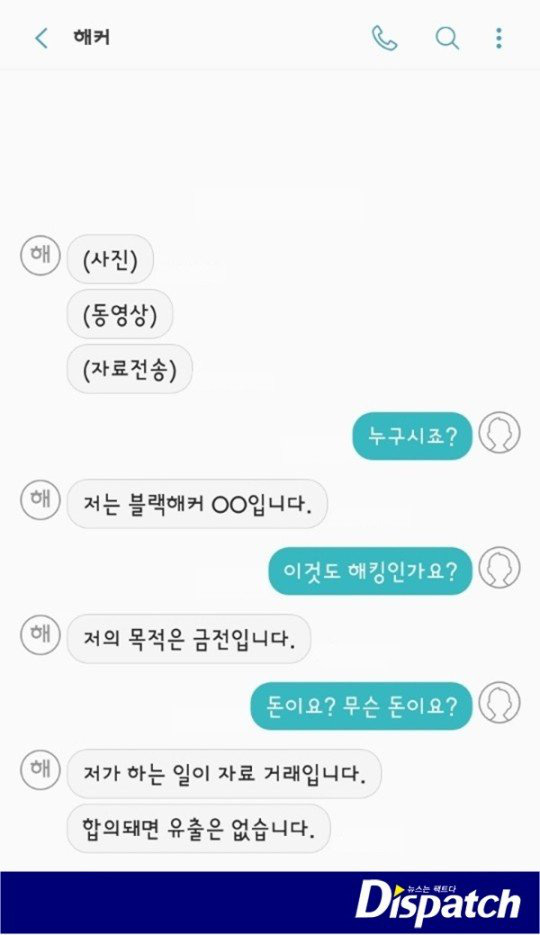 해커
해
(사진)
(동영상)
(자료전송)
누구시죠?
해
저는 블랙해커 OO입니다.
이것도 해킹인가요?
해
저의 목적은 금전입니다.
돈이요? 무슨 돈이요?
해
저가 하는 일이 자료 거래입니다.
합의돼면 유출은 없습니다.
뉴스는 팩트다
Dispatch